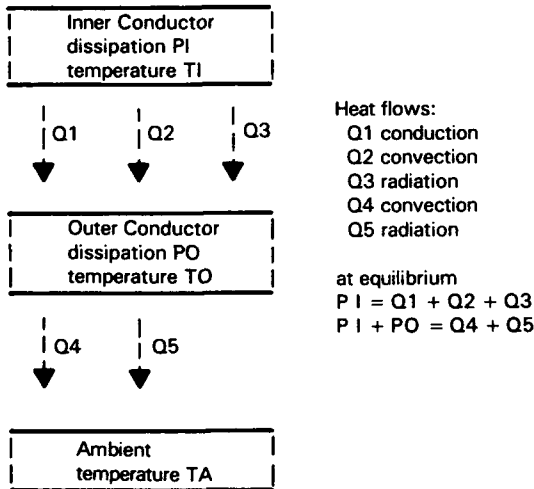 Inner Conductor
dissipation PI
temperature TI
Q1
Q2
Q3
Heat flows:
Q1 conduction
Q2 convection
Q3 radiation
Q4 convection
Q5 radiation
Outer Conductor
dissipation PO
temperature TO
at equilibrium
P I = Q1 + Q2 + Q3
P I + PO = Q4 + Q5
Q4
Q5
Ambient
temperature TA